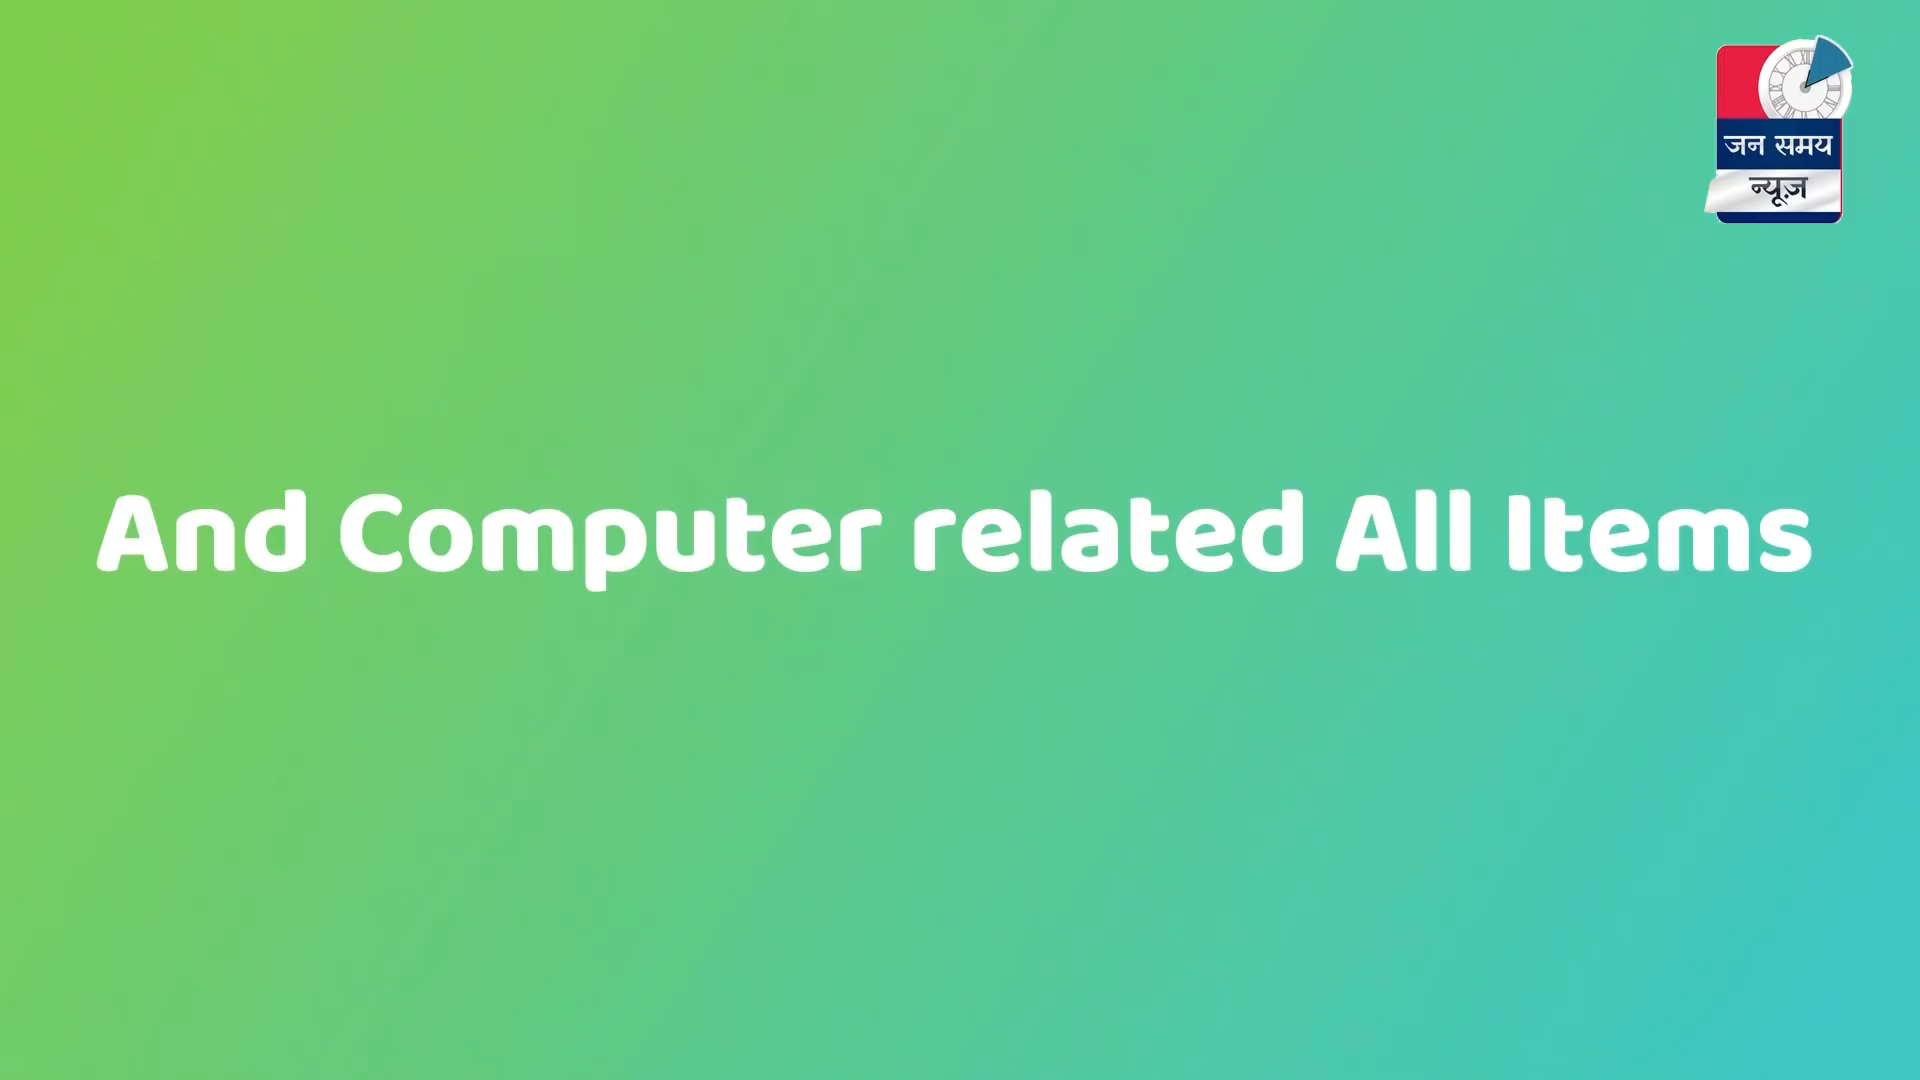 जन समय
न्यूज़
And Computer related All Items